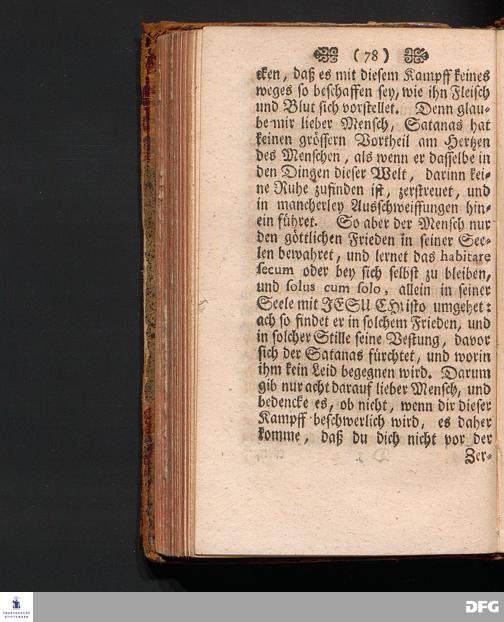 ( 78 )
cken, daß es mit diesem Kampff keines
weges so beschaffen sey, wie ihn Fleisch
und Blut sich vorstellet. Denn glau-
be mir lieber Mensch, Satanas hat
keinen grössern Vortheil am Hertzen
des Menschen, als wenn er dasselbe in
den Dingen dieser Welt, darinn kei-
ne Ruhe zufinden ist, zerstreuet, und
in mancherley Ausschweiffungen hin-
ein führet. So aber der Mensch nur
den göttlichen Frieden in seiner See-
len bewahret, und lernet das habitare
secum oder bey sich selbst zu bleiben,
und solus cum solo, allein in seiner
Seele mit JESU CHristo umgehet:
ach so findet er in solchem Frieden, und
in solcher Stille seine Vestung, davor
sich der Satanas fürchtet, und worin
ihm kein Leid begegnen wird. Darum
gib nur acht darauf lieber Mensch, und
bedencke es, ob nicht, wenn dir dieser
Kampff beschwerlich wird, es daher
komme, daß du dich nicht vor der
Zer-
FRANCKESCHE
STIFTUNGEN
DFG